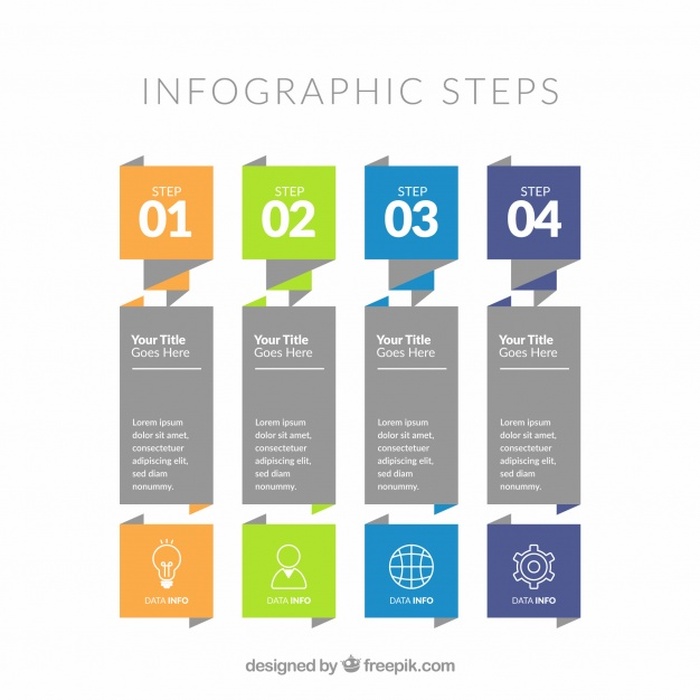 INFOGRAPHIC STEPS
STEP
01
STEP
02
STEP
03
STEP
04
Your Title
Goes Here
Lorem ipsum
dolor sit amet,
consectetuer
adipiscing elit,
sed diam
nonummy.
Your Title
Goes Here
Lorem ipsum
dolor sit amet,
consectetuer
adipiscing elit,
sed diam
nonummy.
Your Title
Goes Here
Lorem ipsum
dolor sit amet,
consectetuer
adipiscing elit,
sed diam
nonummy.
Your Title
Goes Here
Lorem ipsum
dolor sit amet,
consectetuer
adipiscing elit,
sed diam
nonummy.
DATA INFO
DATA INFO
DATA INFO
DATA INFO
designed by freepik.com